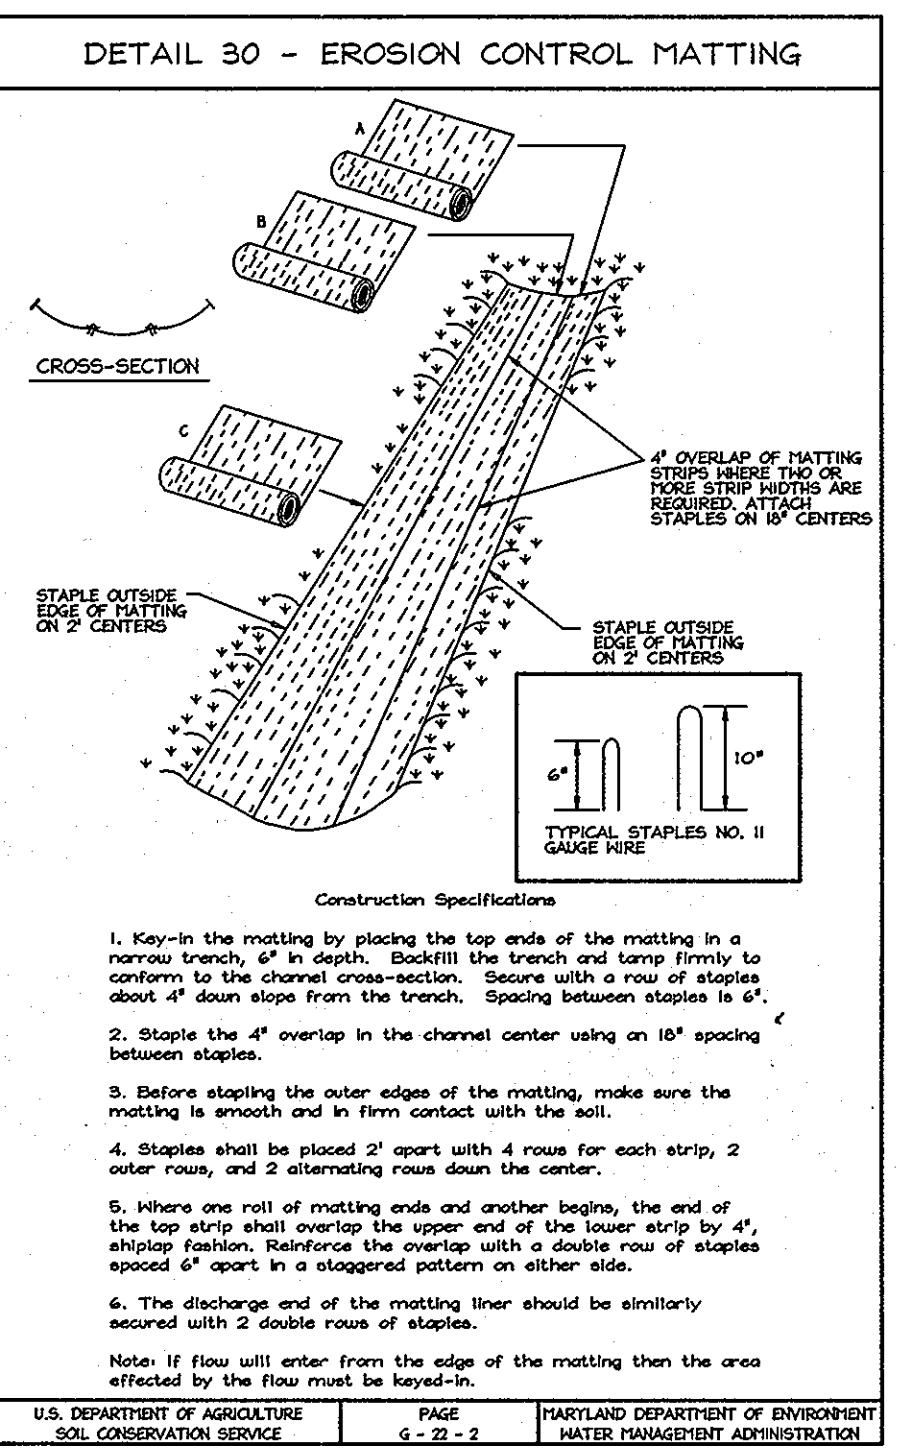 DETAIL 30 - EROSION CONTROL MATTING
A
B
CROSS-SECTION
C
4" OVERLAP OF MATTING
STRIPS WHERE TWO OR
MORE STRIP WIDTHS ARE
REQUIRED. ATTACH
STAPLES ON 18" CENTERS
STAPLE OUTSIDE
EDGE OF MATTING
ON 2' CENTERS
STAPLE OUTSIDE
EDGE OF MATTING
ON 2' CENTERS
6"
10"
TYPICAL STAPLES NO. 11
GAUGE WIRE
Construction Specifications
1. Key-in the matting by placing the top ends of the matting in a
narrow trench, 6" in depth. Backfill the trench and tamp firmly to
conform to the channel cross-section. Secure with a row of staples
about 4" down slope from the trench. Spacing between staples is 6".
2. Staple the 4" overlap in the channel center using an 18" spacing
between staples.
3. Before stapling the outer edges of the matting, make sure the
matting is smooth and in firm contact with the soil.
4. Staples shall be placed 2' apart with 4 rows for each strip, 2
outer rows, and 2 alternating rows down the center.
5. Where one roll of matting ends and another begins, the end of
the top strip shall overlap the upper end of the lower strip by 4",
shiplap fashion. Reinforce the overlap with a double row of staples
spaced 6" apart in a staggered pattern on either side.
6. The discharge end of the matting liner should be similarly
secured with 2 double rows of staples.
Note: If flow will enter from the edge of the matting then the area
effected by the flow must be keyed-in.
U.S. DEPARTMENT OF AGRICULTURE
SOIL CONSERVATION SERVICE
PAGE
G - 22 - 2
MARYLAND DEPARTMENT OF ENVIRONMENT
WATER MANAGEMENT ADMINISTRATION